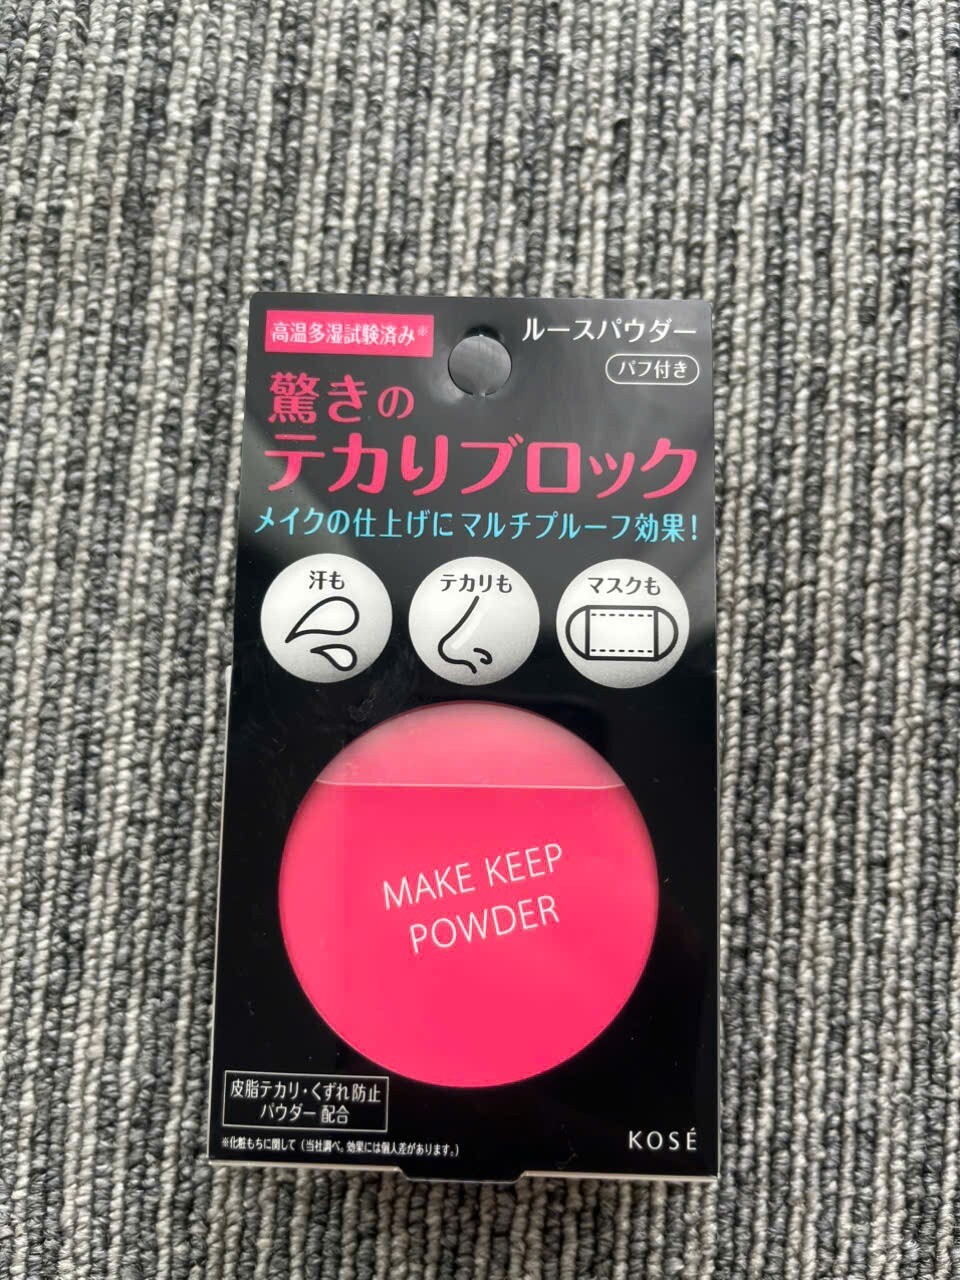 高温多湿試験済み※
ルースパウダー
パフ付き
驚きの
テカリブロック
メイクの仕上げにマルチプルーフ効果!
汗も
テカリも
マスクも
MAKE KEEP
POWDER
皮脂テカリ・くずれ防止
パウダー 配合
※化粧もちに関して(当社調べ。効果には個人差があります。)
KOSÉ